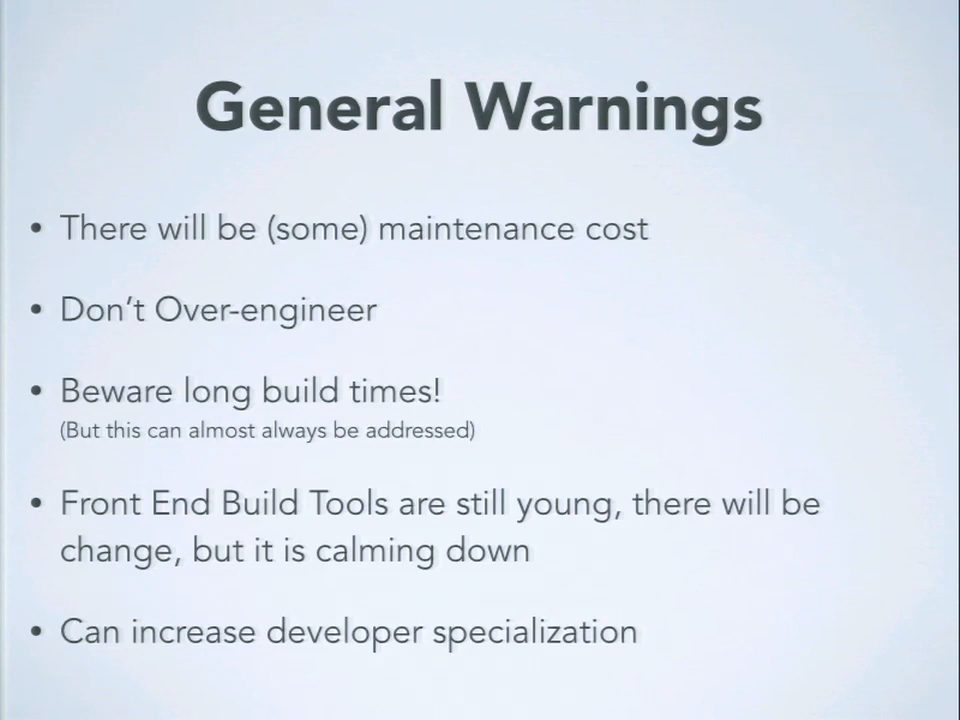 General Warnings
• There will be (some) maintenance cost
• Don’t Over-engineer
• Beware long build times!
(But this can almost always be addressed)
• Front End Build Tools are still young, there will be
change, but it is calming down
• Can increase developer specialization